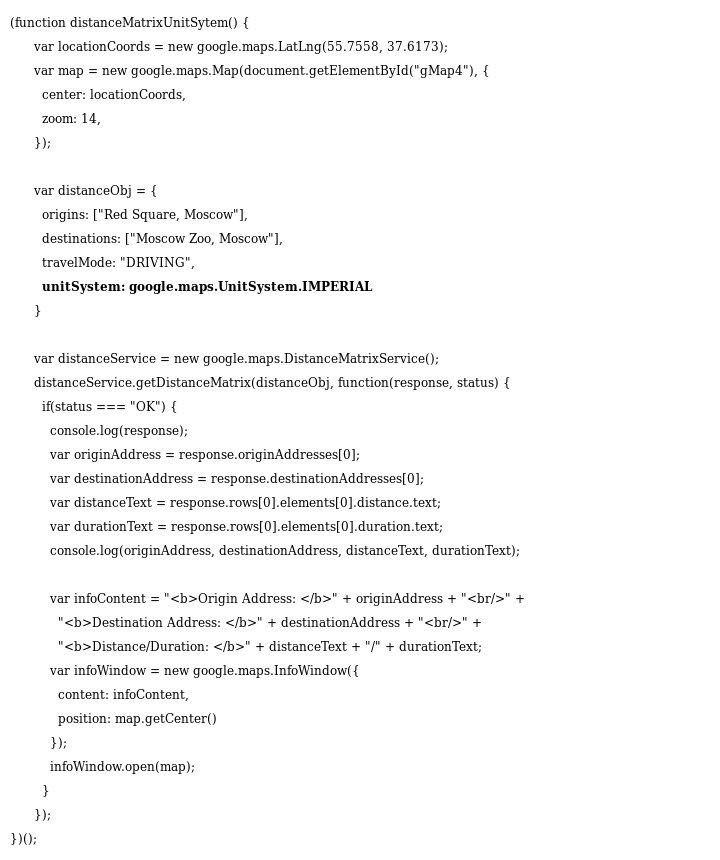 (function distanceMatrixUnitSytem() {
var locationCoords = new google.maps.LatLng(55.7558, 37.6173);
var map = new google.maps.Map(document.getElementById("gMap4"), {
center: locationCoords,
zoom: 14,
});
var distanceObj = {
origins: ["Red Square, Moscow"],
destinations: ["Moscow Zoo, Moscow"],
travelMode: "DRIVING",
unitSystem: google.maps.UnitSystem.IMPERIAL
}
var distanceService = new google.maps.DistanceMatrixService();
distanceService.getDistanceMatrix(distanceObj, function(response, status) {
if(status === "OK") {
console.log(response);
var originAddress = response.originAddresses[0];
var destinationAddress = response.destinationAddresses[0];
var distanceText = response.rows[0].elements[0].distance.text;
var durationText = response.rows[0].elements[0].duration.text;
console.log(originAddress, destinationAddress, distanceText, durationText);
var infoContent = "<b>Origin Address: </b>" + originAddress + "<br/>" +
"<b>Destination Address: </b>" + destinationAddress + "<br/>" +
"<b>Distance/Duration: </b>" + distanceText + "/" + durationText;
var infoWindow = new google.maps.InfoWindow({
content: infoContent,
position: map.getCenter()
});
infoWindow.open(map);
}
});
})();